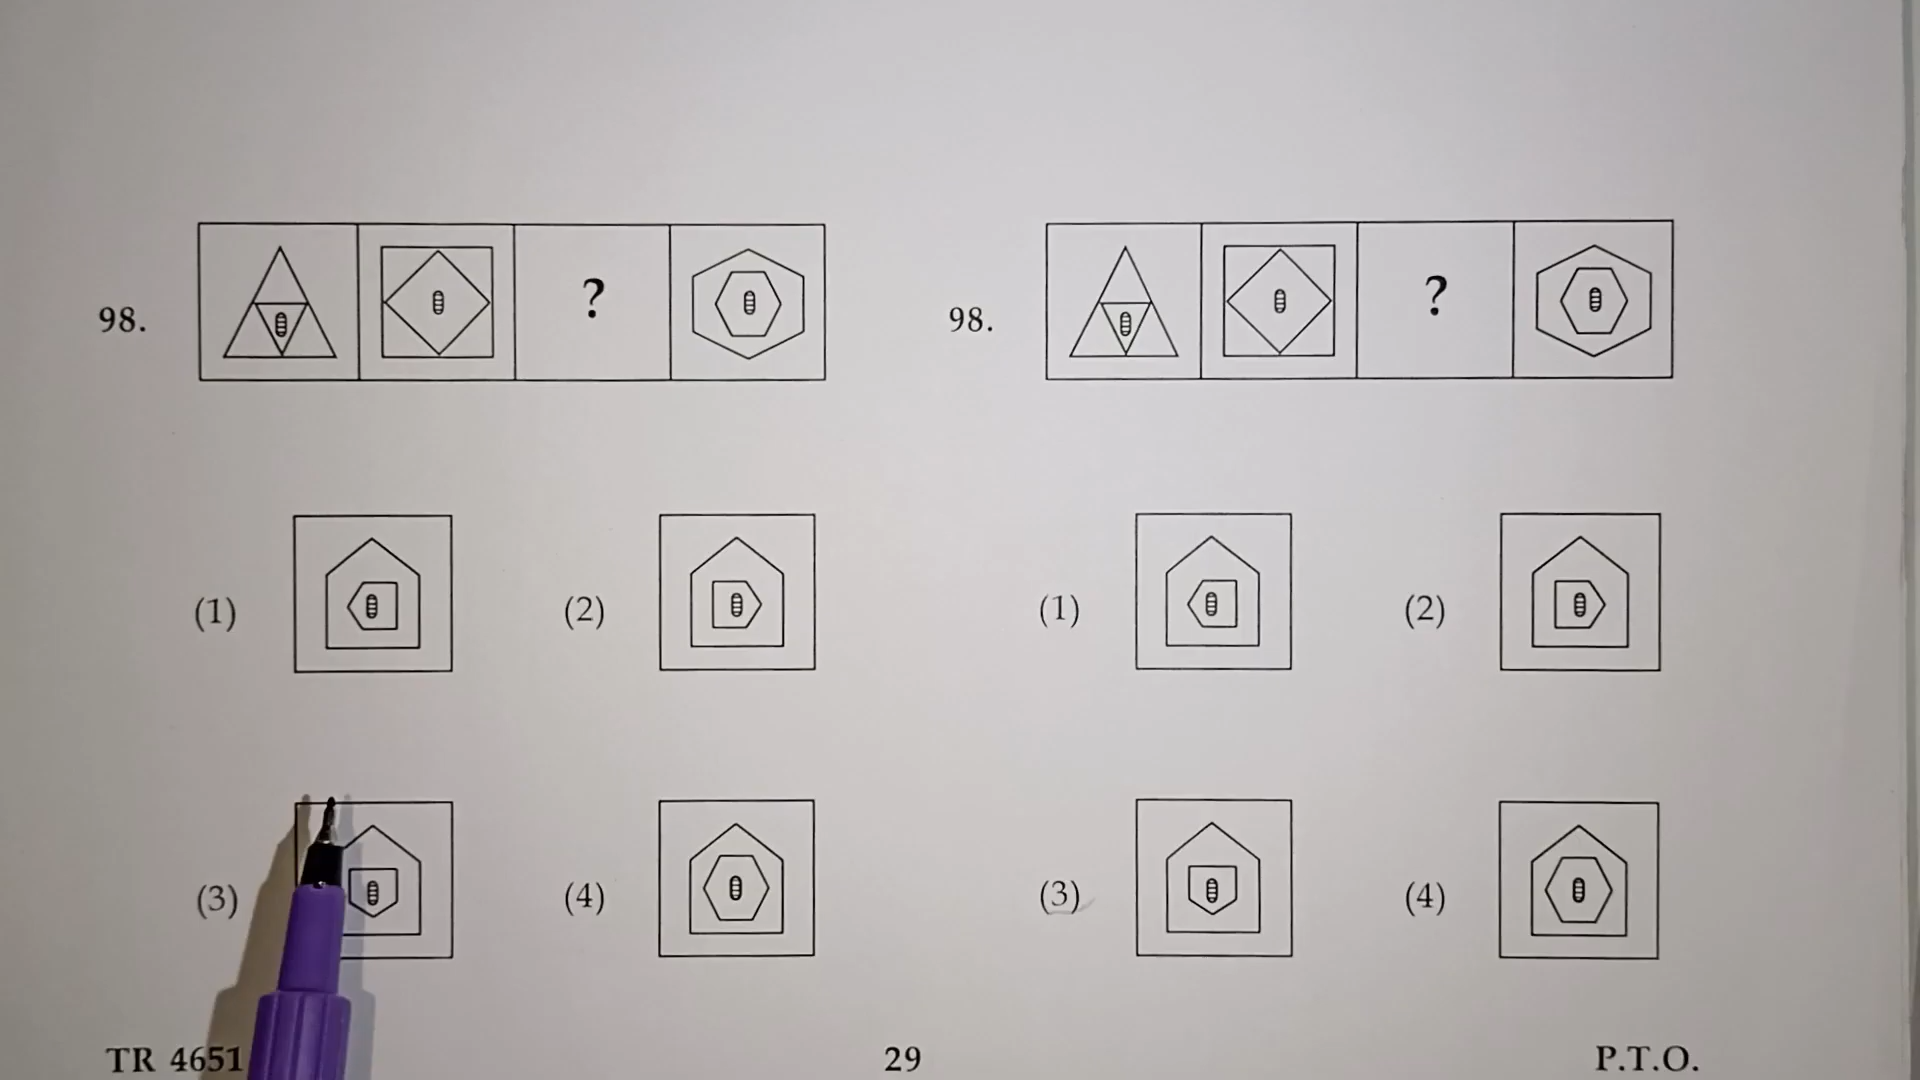 98. ? 98. ?
(1) (2) (1) (2)
(3) (4) (3) (4)
TR 4651 29 P.T.O.